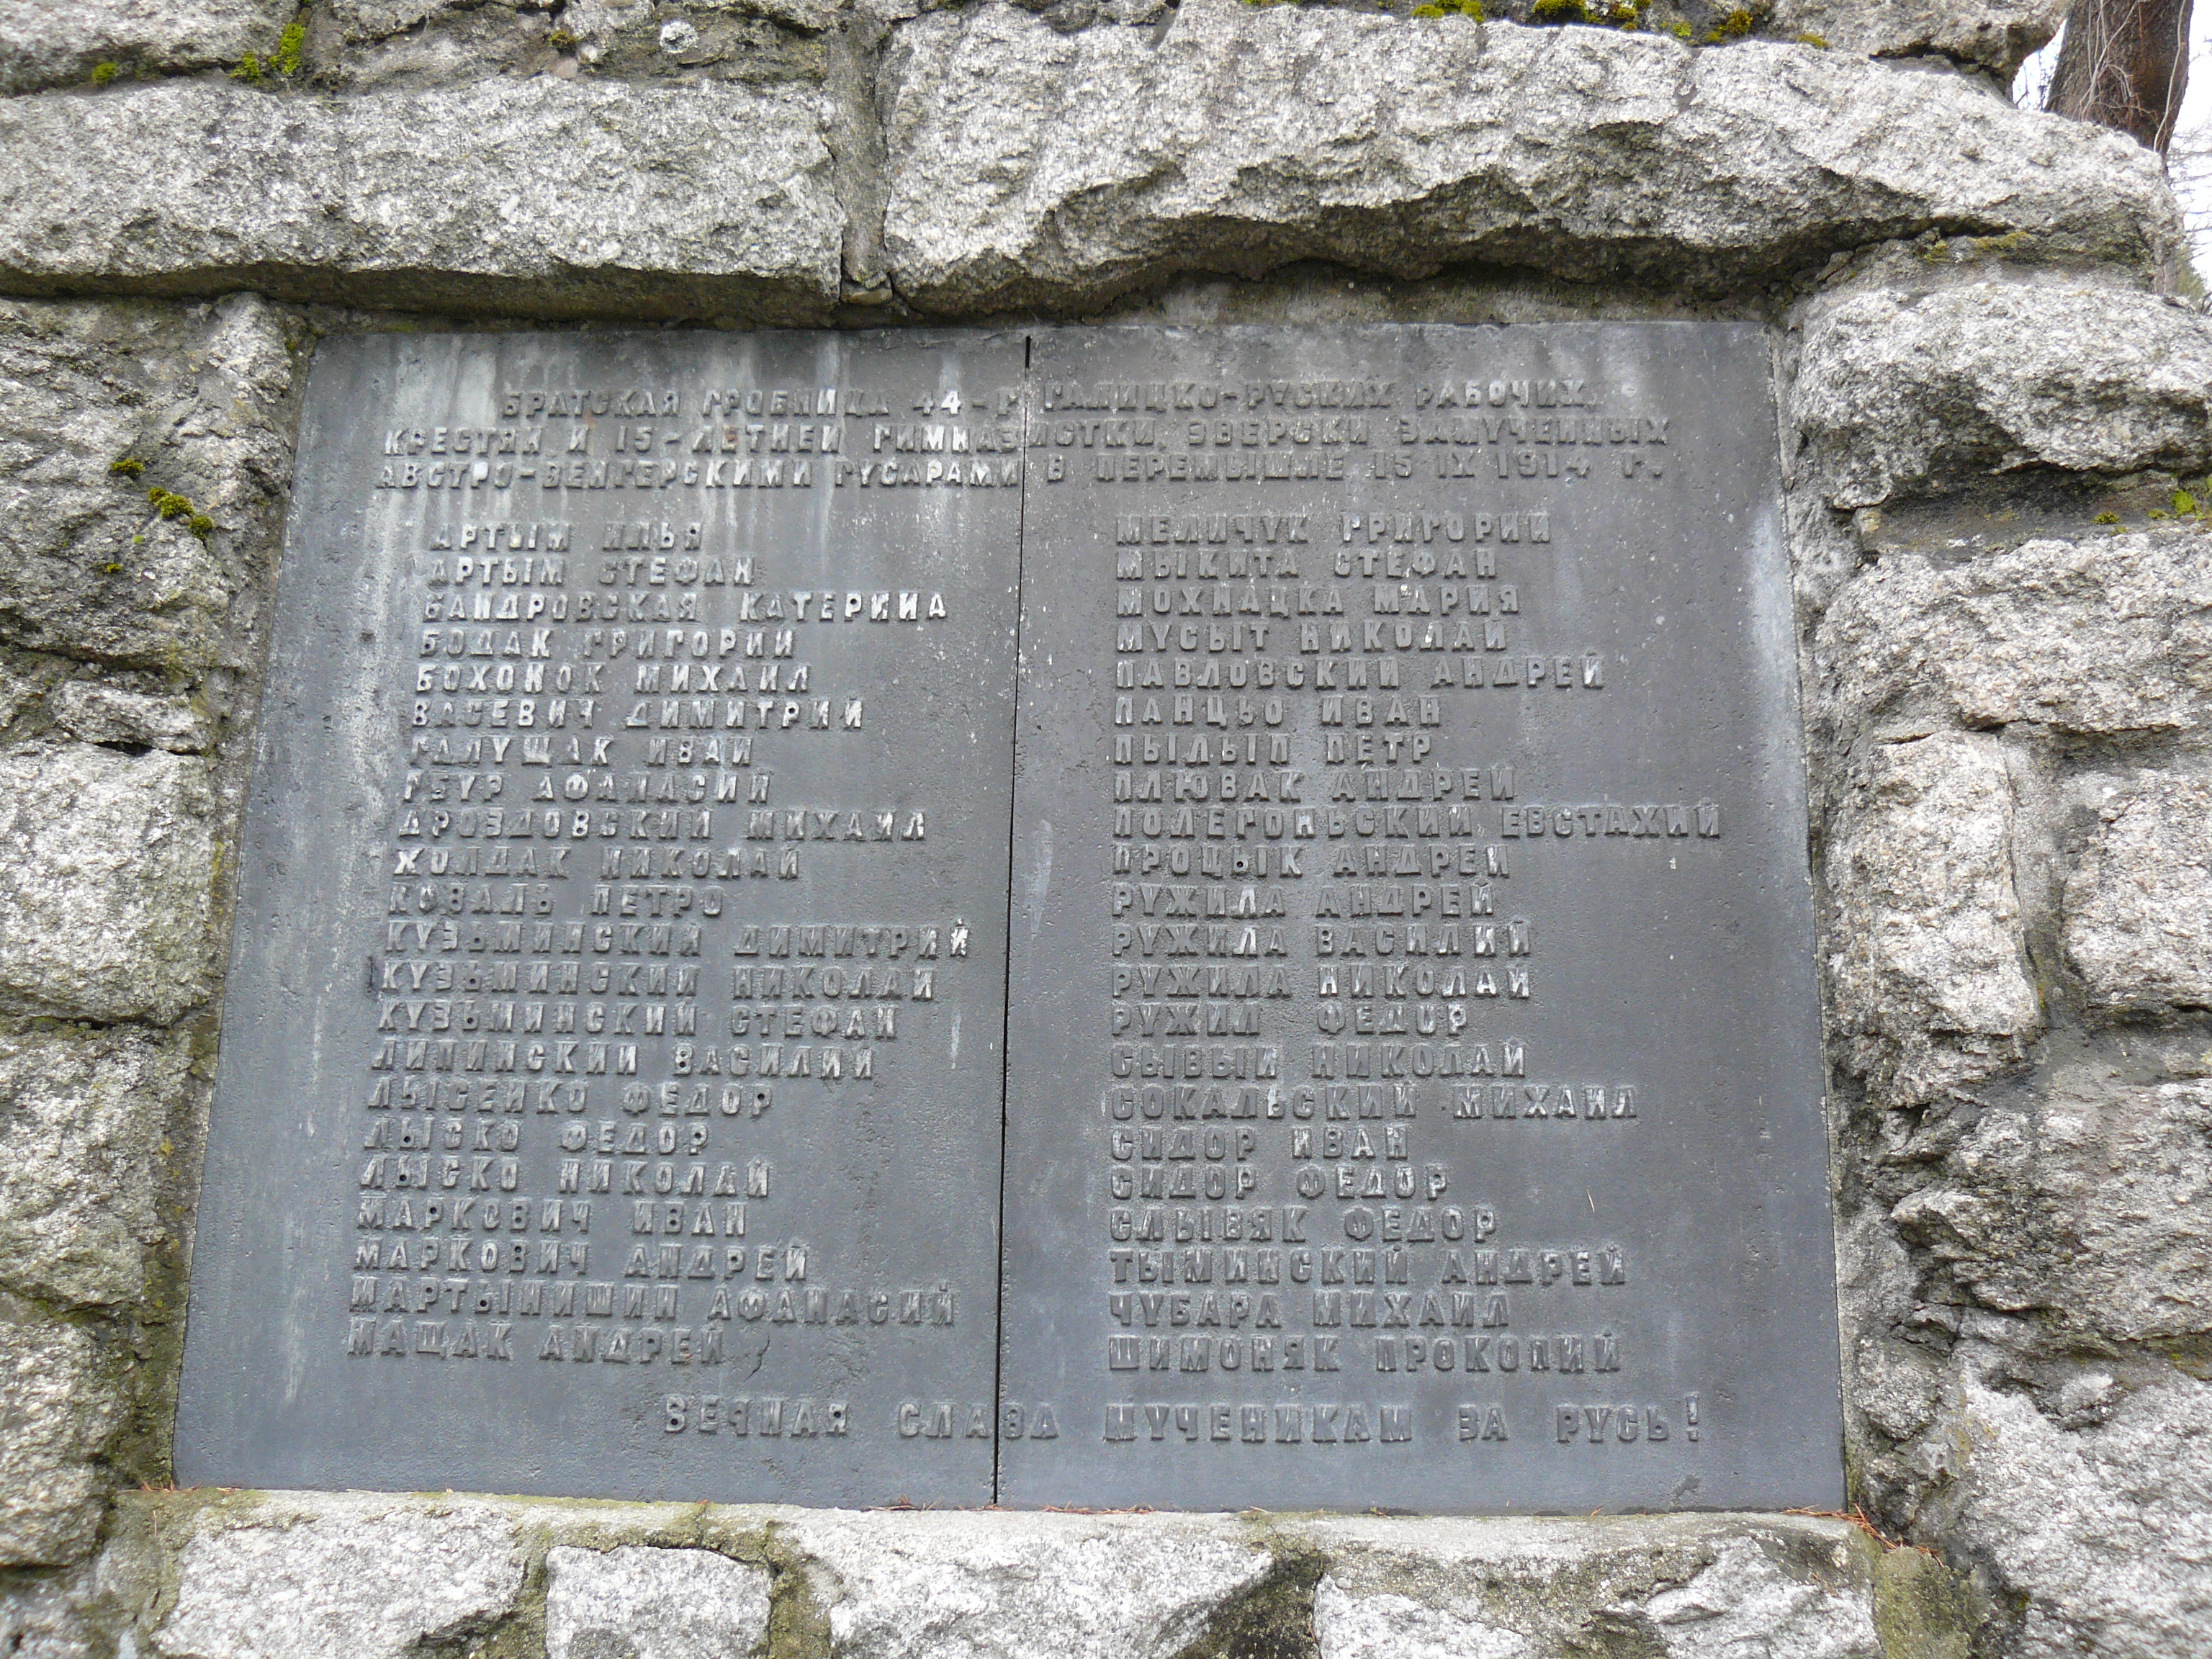 БРАТСКАЯ ГРОБНИЦА 44-Г ГАЛИЦКО-РУСКИХ РАБОЧИХ,
КРЕСТЯН И 15-ЛЕТНЕЙ ГИМНАЗИСТКИ, ЗВЕРСКИ ЗАМУЧЕННЫХ
АВСТРО-ВЕНГЕРСКИМИ ГУСАРАМИ В ПЕРЕМЫШЛЕ 15 IX 1914 Г.
АРТЫМ ИЛЬЯ
АРТЫМ СТЕФАН
БАНДРОВСКАЯ КАТЕРИНА
БОДАК ГРИГОРИЙ
БОХОНОК МИХАИЛ
ВАСЕВИЧ ДИМИТРИЙ
ГАЛУЩАК ИВАН
ГБУР АФАНАСИЙ
ДРОЗДОВСКИЙ МИХАИЛ
ЖОЛДАК НИКОЛАЙ
КОВАЛЬ ПЕТРО
КУЗЬМИНСКИЙ ДИМИТРИЙ
КУЗЬМИНСКИЙ НИКОЛАЙ
КУЗЬМИНСКИЙ СТЕФАН
ЛИПИНСКИЙ ВАСИЛИЙ
ЛЫСЕЙКО ФЕДОР
ЛЫСКО ФЕДОР
ЛЫСКО НИКОЛАЙ
МАРКОВИЧ ИВАН
МАРКОВИЧ АНДРЕЙ
МАРТЫНИШИН АФАНАСИЙ
МАЩАК АНДРЕЙ
МЕЛИЧУК ГРИГОРИЙ
МЫКИТА СТЕФАН
МОХНАЦКА МАРИЯ
МУСЫТ НИКОЛАЙ
ПАВЛОВСКИЙ АНДРЕЙ
ПАНЦЬО ИВАН
ПЫЛЫП ПЕТР
ПЛЮВАК АНДРЕЙ
ПОЛЕГОНЬСКИЙ ЕВСТАХИЙ
ПРОЦЫК АНДРЕЙ
РУЖИЛА АНДРЕЙ
РУЖИЛА ВАСИЛИЙ
РУЖИЛА НИКОЛАЙ
РУЖИЛ ФЕДОР
СЫВЫЙ НИКОЛАЙ
СОКАЛЬСКИЙ МИХАИЛ
СИДОР ИВАН
СИДОР ФЕДОР
СЛЫВЯК ФЕДОР
ТЫМИНСКИЙ АНДРЕЙ
ЧУБАРА МИХАИЛ
ШИМОНЯК ПРОКОПИЙ
ВЕЧНАЯ СЛАВА МУЧЕНИКАМ ЗА РУСЬ!